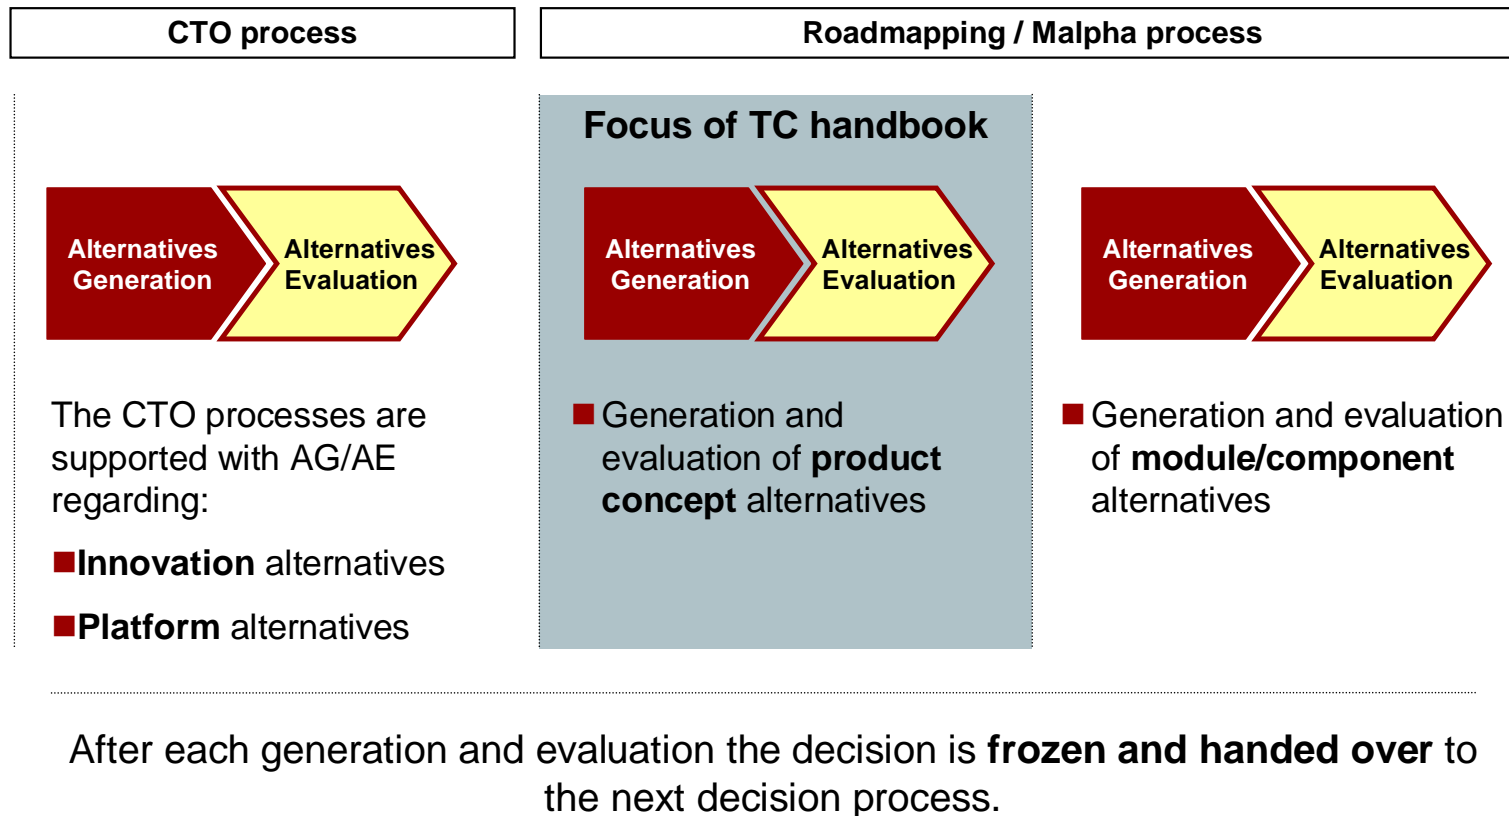 CTO process
Roadmapping / Malpha process
Focus of TC handbook
Alternatives
Generation
Alternatives
Evaluation
Alternatives
Generation
Alternatives
Evaluation
Alternatives
Generation
Alternatives
Evaluation
The CTO processes are
supported with AG/AE
regarding:
Innovation alternatives
Platform alternatives
Generation and
evaluation of product
concept alternatives
Generation and evaluation
of module/component
alternatives
After each generation and evaluation the decision is frozen and handed over to
the next decision process.